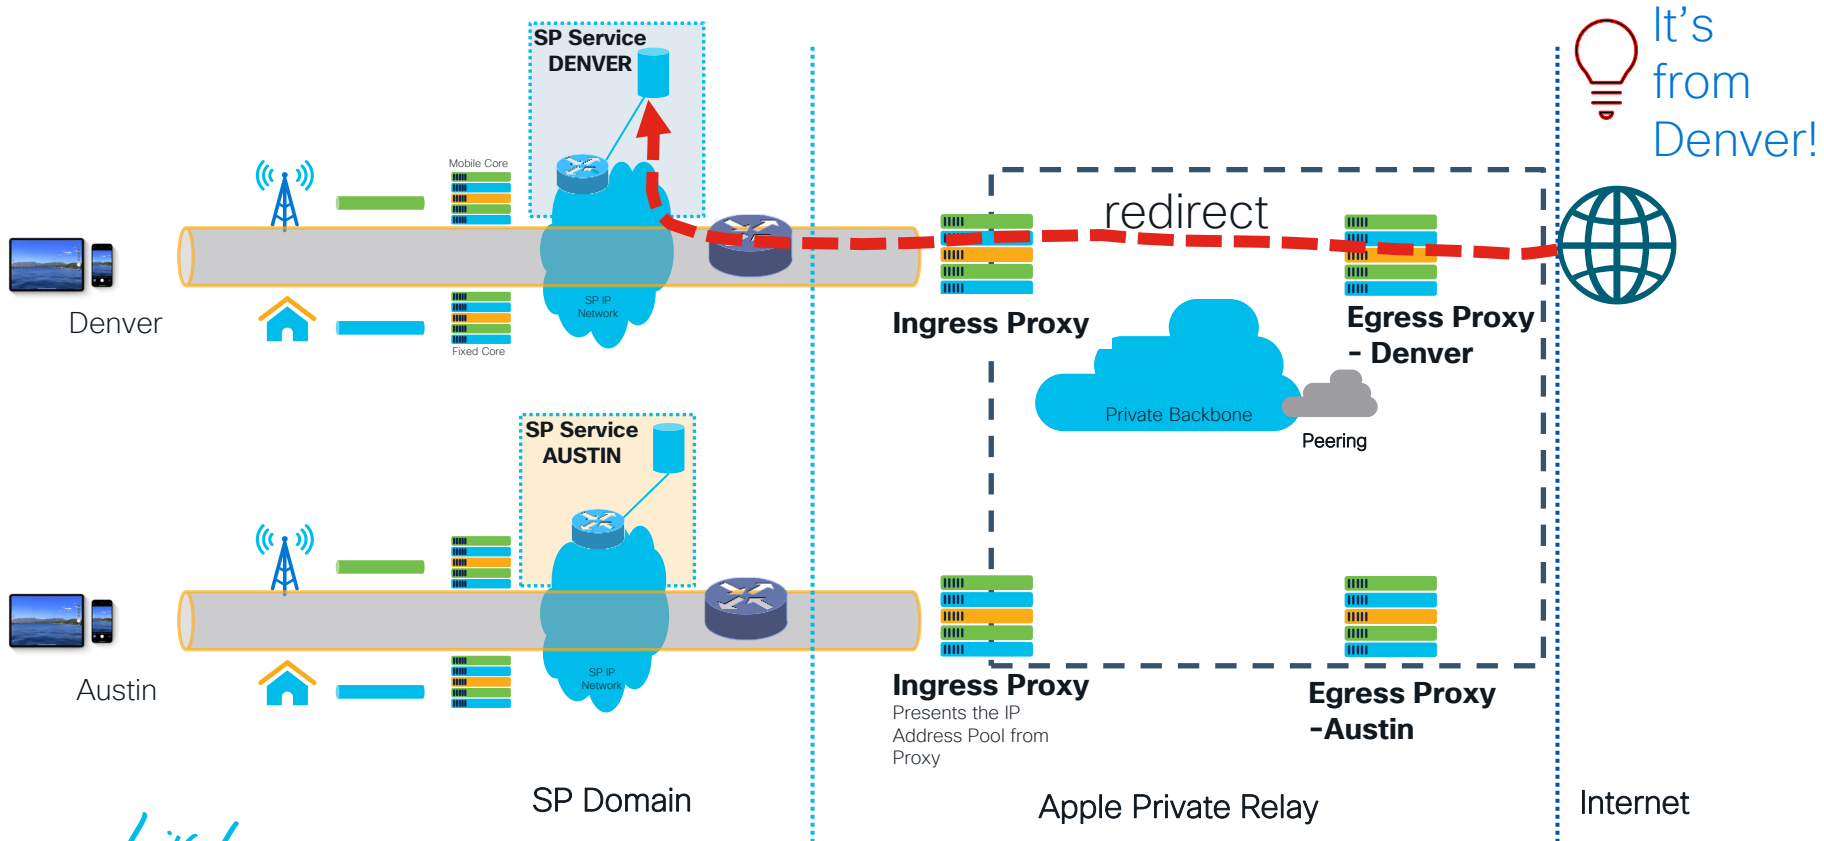 It's
from
Denver!
SP Service
DENVER
Mobile Core
redirect
SP IP
Network
Fixed Core
Denver
Ingress Proxy
Egress Proxy
- Denver
Private Backbone
Peering
SP Service
AUSTIN
SP IP
Network
Austin
Ingress Proxy
Presents the IP
Address Pool from
Proxy
Egress Proxy
-Austin
SP Domain
Apple Private Relay
Internet